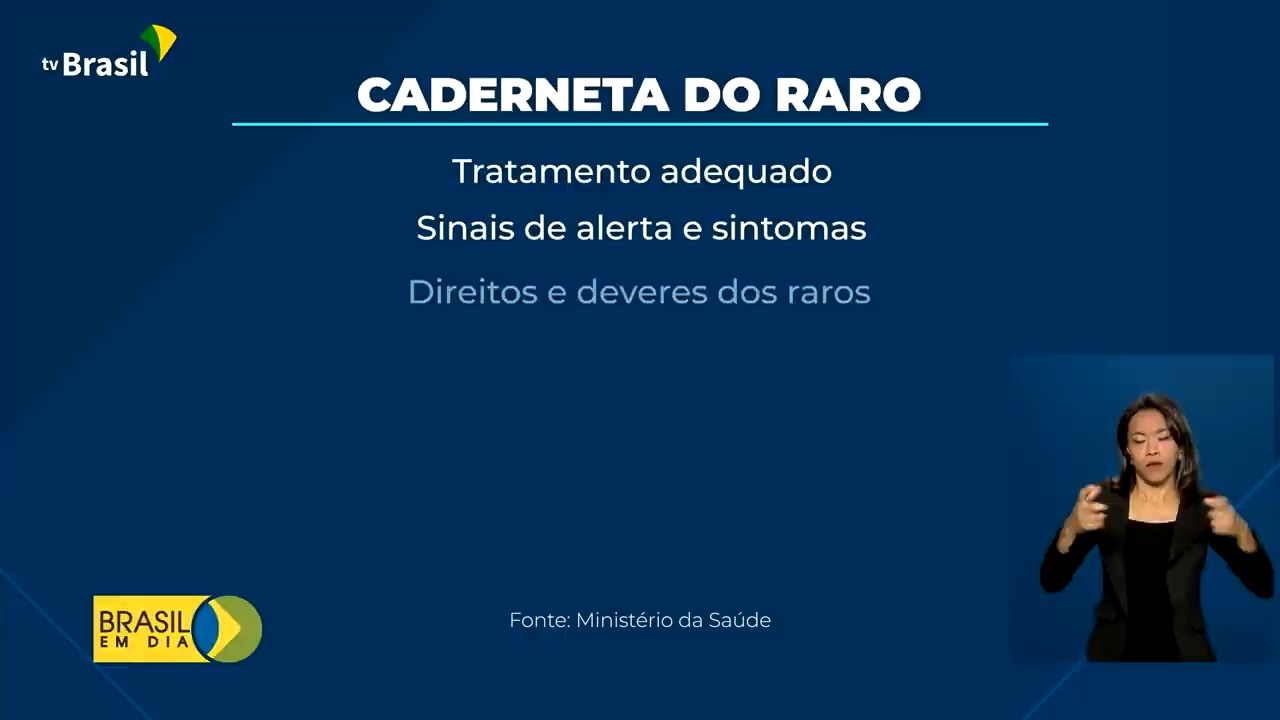 tv Brasil
CADERNETA DO RARO
Tratamento adequado
Sinais de alerta e sintomas
Direitos e deveres dos raros
BRASIL
EM DIA
Fonte: Ministério da Saúde